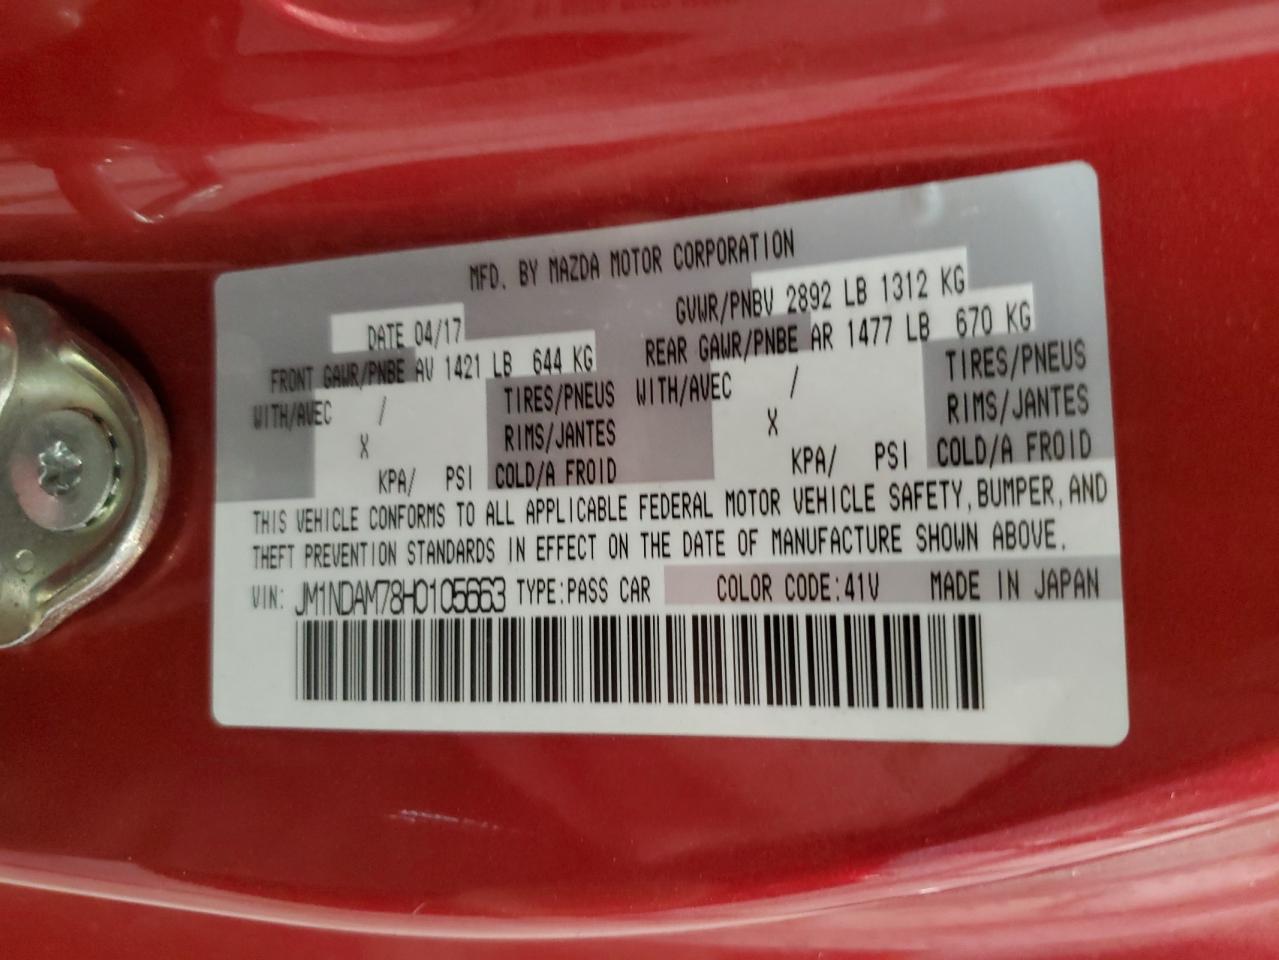 MFD. BY MAZDA MOTOR CORPORATION
DATE 04/17 GVWR/PNBV 2892 LB 1312 KG
FRONT GAWR/PNBE AV 1421 LB 644 KG REAR GAWR/PNBE AR 1477 LB 670 KG
WITH/AVEC / TIRES/PNEUS WITH/AVEC / TIRES/PNEUS
X RIMS/JANTES X RIMS/JANTES
KPA/ PSI COLD/A FROID KPA/ PSI COLD/A FROID
THIS VEHICLE CONFORMS TO ALL APPLICABLE FEDERAL MOTOR VEHICLE SAFETY, BUMPER, AND
THEFT PREVENTION STANDARDS IN EFFECT ON THE DATE OF MANUFACTURE SHOWN ABOVE.
VIN: JM1NDAM78H0105663 TYPE:PASS CAR COLOR CODE:41V MADE IN JAPAN